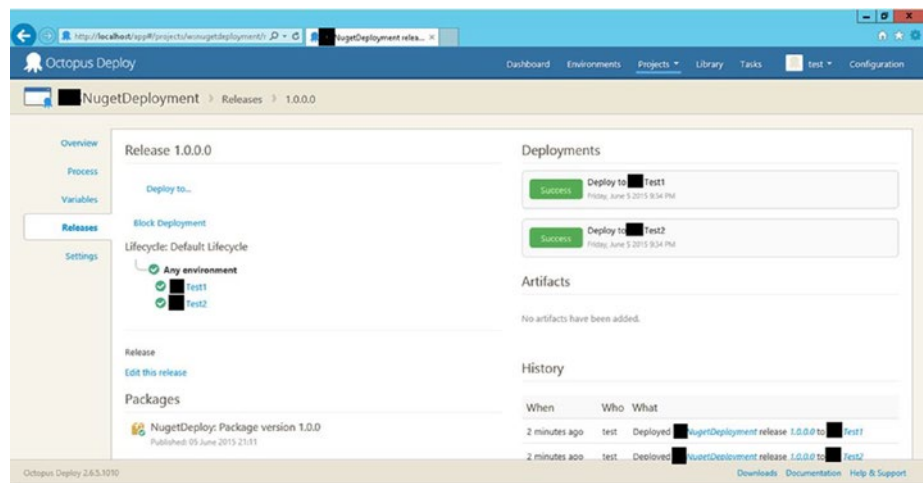 http://localhost/app#/projects/wsnugetdeployment/r
NugetDeployment relea...
Octopus Deploy
Dashboard Environments Projects Library Tasks test Configuration
NugetDeployment Releases 1.0.0.0
Overview
Process
Variables
Releases
Settings
Release 1.0.0.0
Deploy to...
Block Deployment
Lifecycle: Default Lifecycle
Any environment
Test1
Test2
Release
Edit this release
Packages
NugetDeploy: Package version 1.0.0
Published: 05 June 2015 21:11
Deployments
Success Deploy to Test1
Friday, June 5 2015 9:34 PM
Success Deploy to Test2
Friday, June 5 2015 9:34 PM
Artifacts
No artifacts have been added.
History
When Who What
2 minutes ago test Deployed NugetDeployment release 1.0.0.0 to Test1
2 minutes ago test Deployed NugetDeployment release 1.0.0.0 to Test2
Octopus Deploy 2.6.5.1010
Downloads Documentation Help & Support